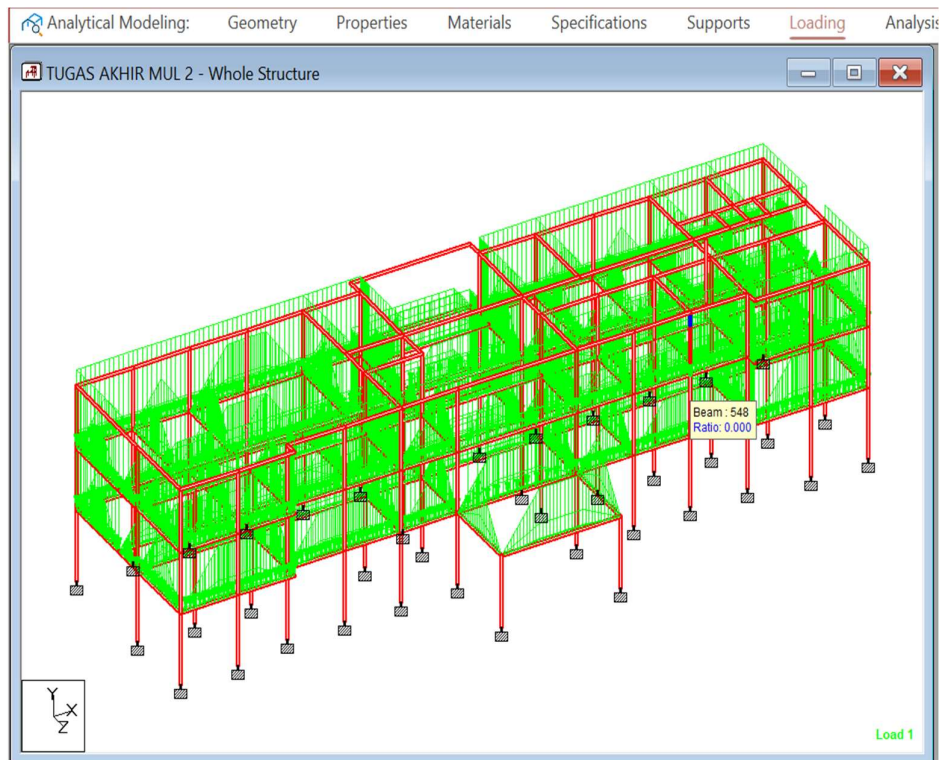 Analytical Modeling: Geometry Properties Materials Specifications Supports Loading Analysis
TUGAS AKHIR MUL 2 - Whole Structure
Beam : 548
Ratio: 0.000
Y
X
Z
Load 1